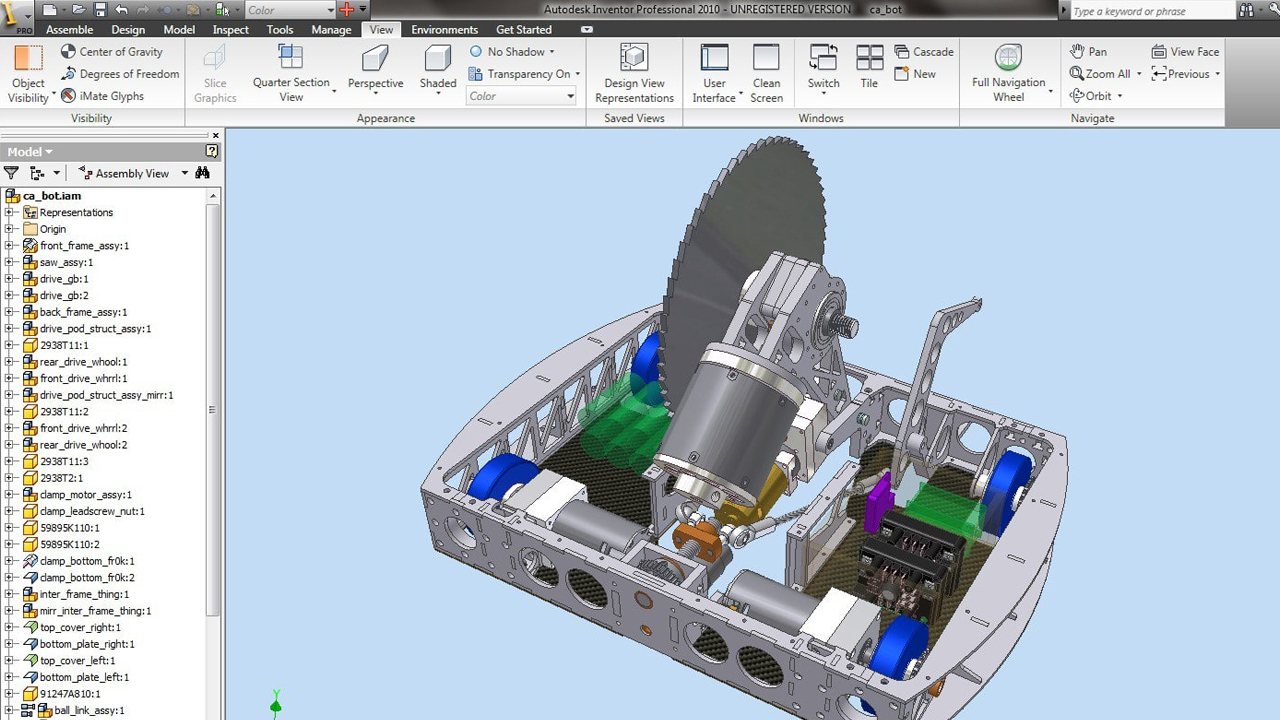 Color
Autodesk Inventor Professional 2010 - UNREGISTERED VERSION ca_bot
Type a keyword or phrase
PRO
Assemble Design Model Inspect Tools Manage View Environments Get Started
Object Visibility
Center of Gravity
Degrees of Freedom
iMate Glyphs
Visibility
Slice Graphics
Quarter Section View
Perspective
Shaded
No Shadow
Transparency On
Color
Appearance
Design View Representations
Saved Views
User Interface
Clean Screen
Switch
Tile
Cascade
New
Windows
Full Navigation Wheel
Pan
Zoom All
Orbit
View Face
Previous
Navigate
Model
Assembly View
ca_bot.iam
Representations
Origin
front_frame_assy:1
saw_assy:1
drive_gb:1
drive_gb:2
back_frame_assy:1
drive_pod_struct_assy:1
2938T11:1
rear_drive_whool:1
front_drive_whrrl:1
drive_pod_struct_assy_mirr:1
2938T11:2
front_drive_whrrl:2
rear_drive_whool:2
2938T11:3
2938T2:1
clamp_motor_assy:1
clamp_leadscrew_nut:1
59895K110:1
59895K110:2
clamp_bottom_fr0k:1
clamp_bottom_fr0k:2
inter_frame_thing:1
mirr_inter_frame_thing:1
top_cover_right:1
bottom_plate_right:1
top_cover_left:1
bottom_plate_left:1
91247A810:1
ball_link_assy:1
Y